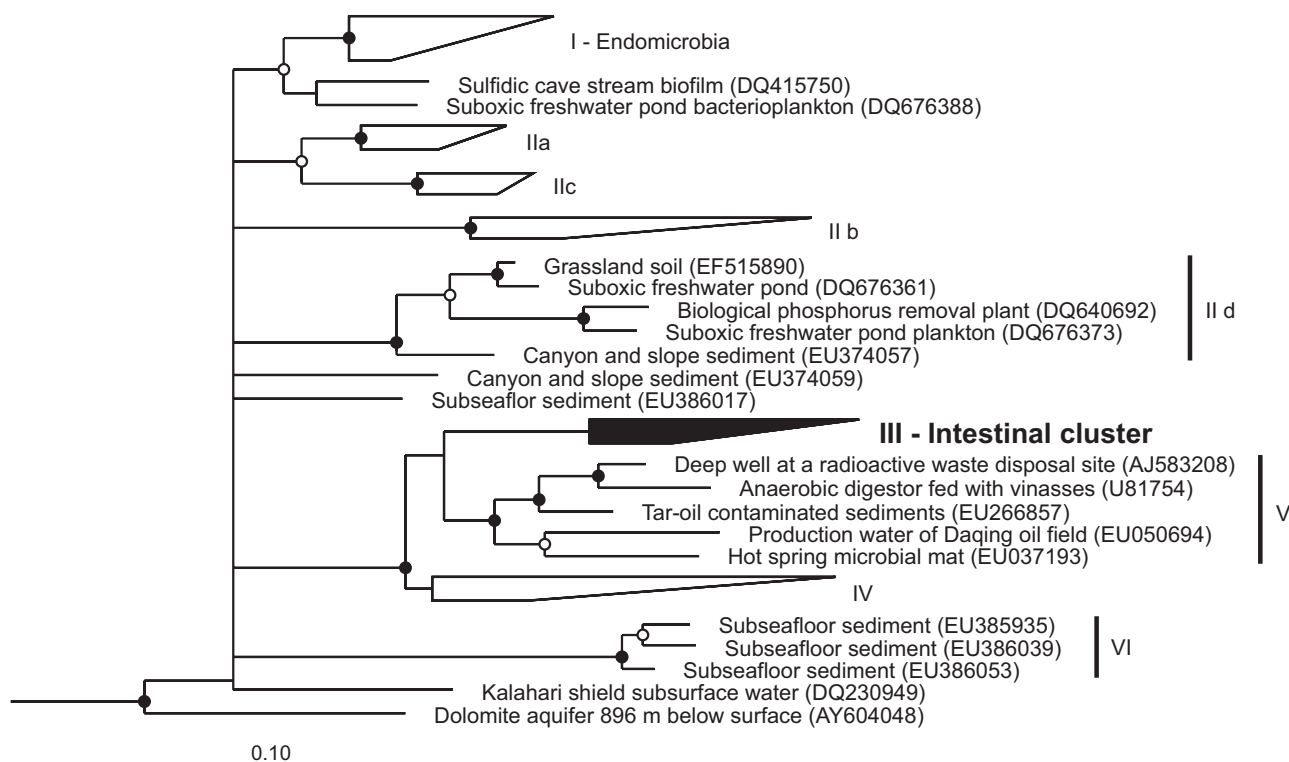 I - Endomicrobia
Sulfidic cave stream biofilm (DQ415750)
Suboxic freshwater pond bacterioplankton (DQ676388)
IIa
IIc
II b
Grassland soil (EF515890)
Suboxic freshwater pond (DQ676361)
Biological phosphorus removal plant (DQ640692)
Suboxic freshwater pond plankton (DQ676373)
Canyon and slope sediment (EU374057)
II d
Canyon and slope sediment (EU374059)
Subseaflor sediment (EU386017)
III - Intestinal cluster
Deep well at a radioactive waste disposal site (AJ583208)
Anaerobic digestor fed with vinasses (U81754)
Tar-oil contaminated sediments (EU266857)
Production water of Daqing oil field (EU050694)
Hot spring microbial mat (EU037193)
V
IV
Subseafloor sediment (EU385935)
Subseafloor sediment (EU386039)
Subseafloor sediment (EU386053)
VI
Kalahari shield subsurface water (DQ230949)
Dolomite aquifer 896 m below surface (AY604048)
0.10